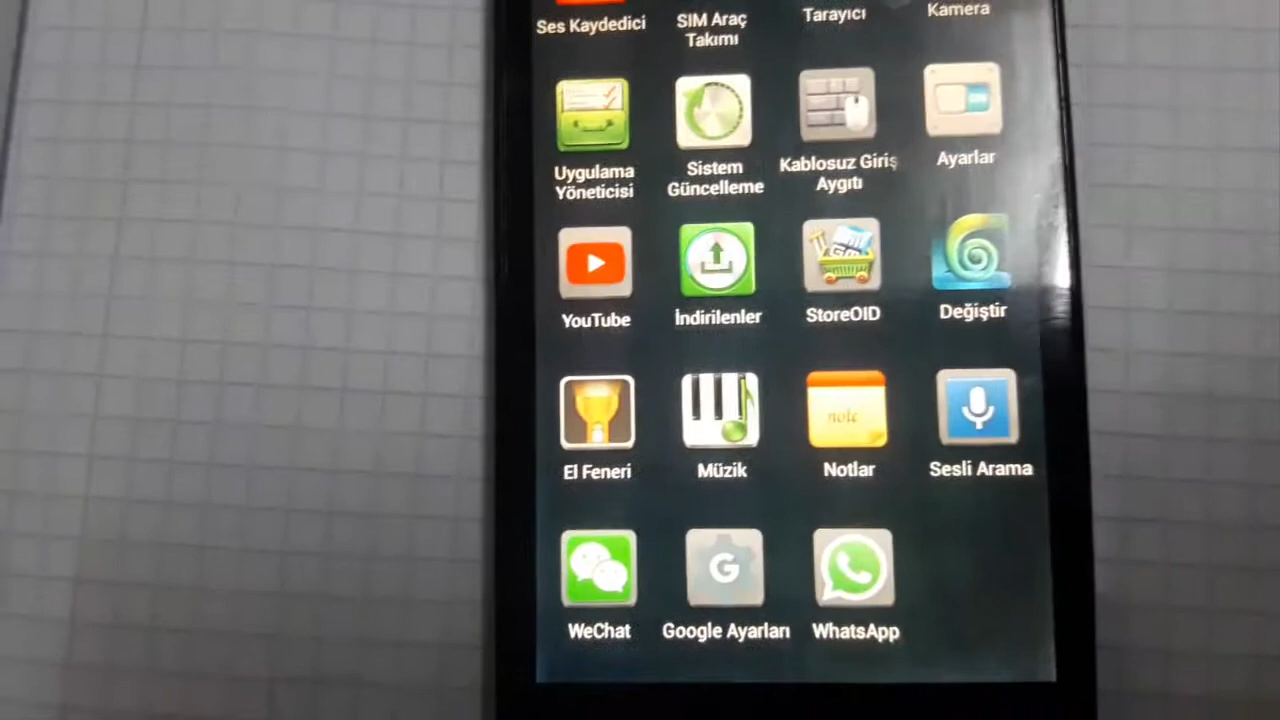 Ses Kaydedici
SIM Araç
Takımı
Tarayıcı
Kamera
Uygulama
Yöneticisi
Sistem
Güncelleme
Kablosuz Giriş
Aygıtı
Ayarlar
YouTube
İndirilenler
StoreOID
Değiştir
note
El Feneri
Müzik
Notlar
Sesli Arama
G
WeChat
Google Ayarları
WhatsApp